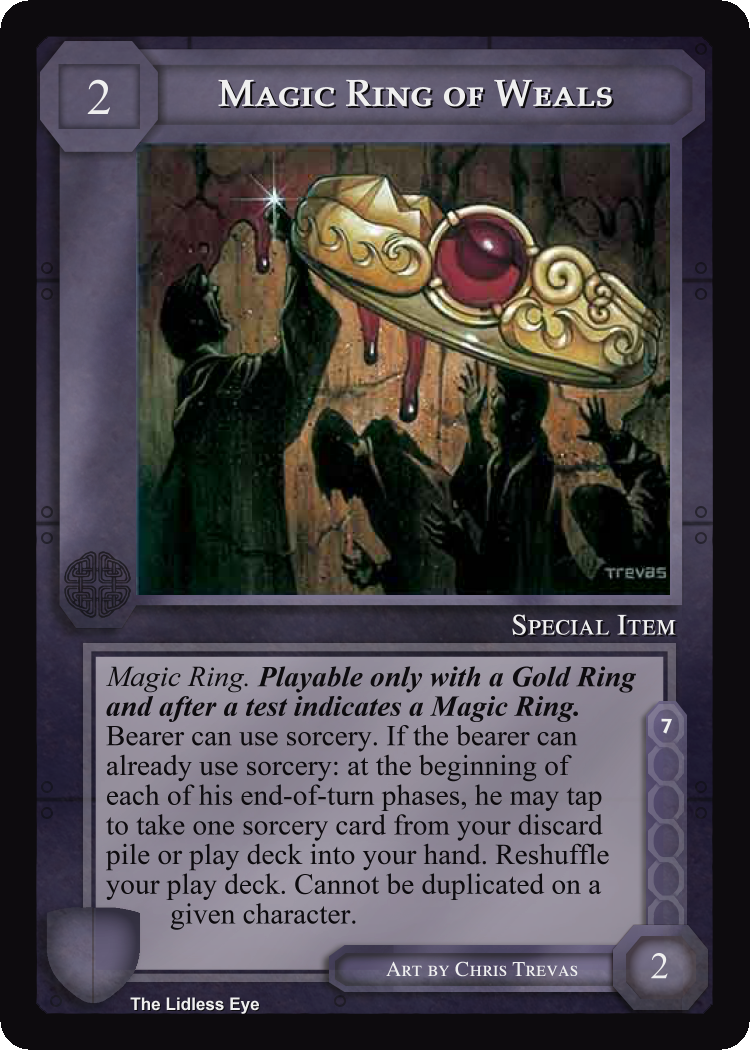 2
Magic Ring of Weals
Trevas
Special Item
Magic Ring. Playable only with a Gold Ring
and after a test indicates a Magic Ring.
Bearer can use sorcery. If the bearer can
already use sorcery: at the beginning of
each of his end-of-turn phases, he may tap
to take one sorcery card from your discard
pile or play deck into your hand. Reshuffle
your play deck. Cannot be duplicated on a
given character.
7
Art by Chris Trevas
2
The Lidless Eye